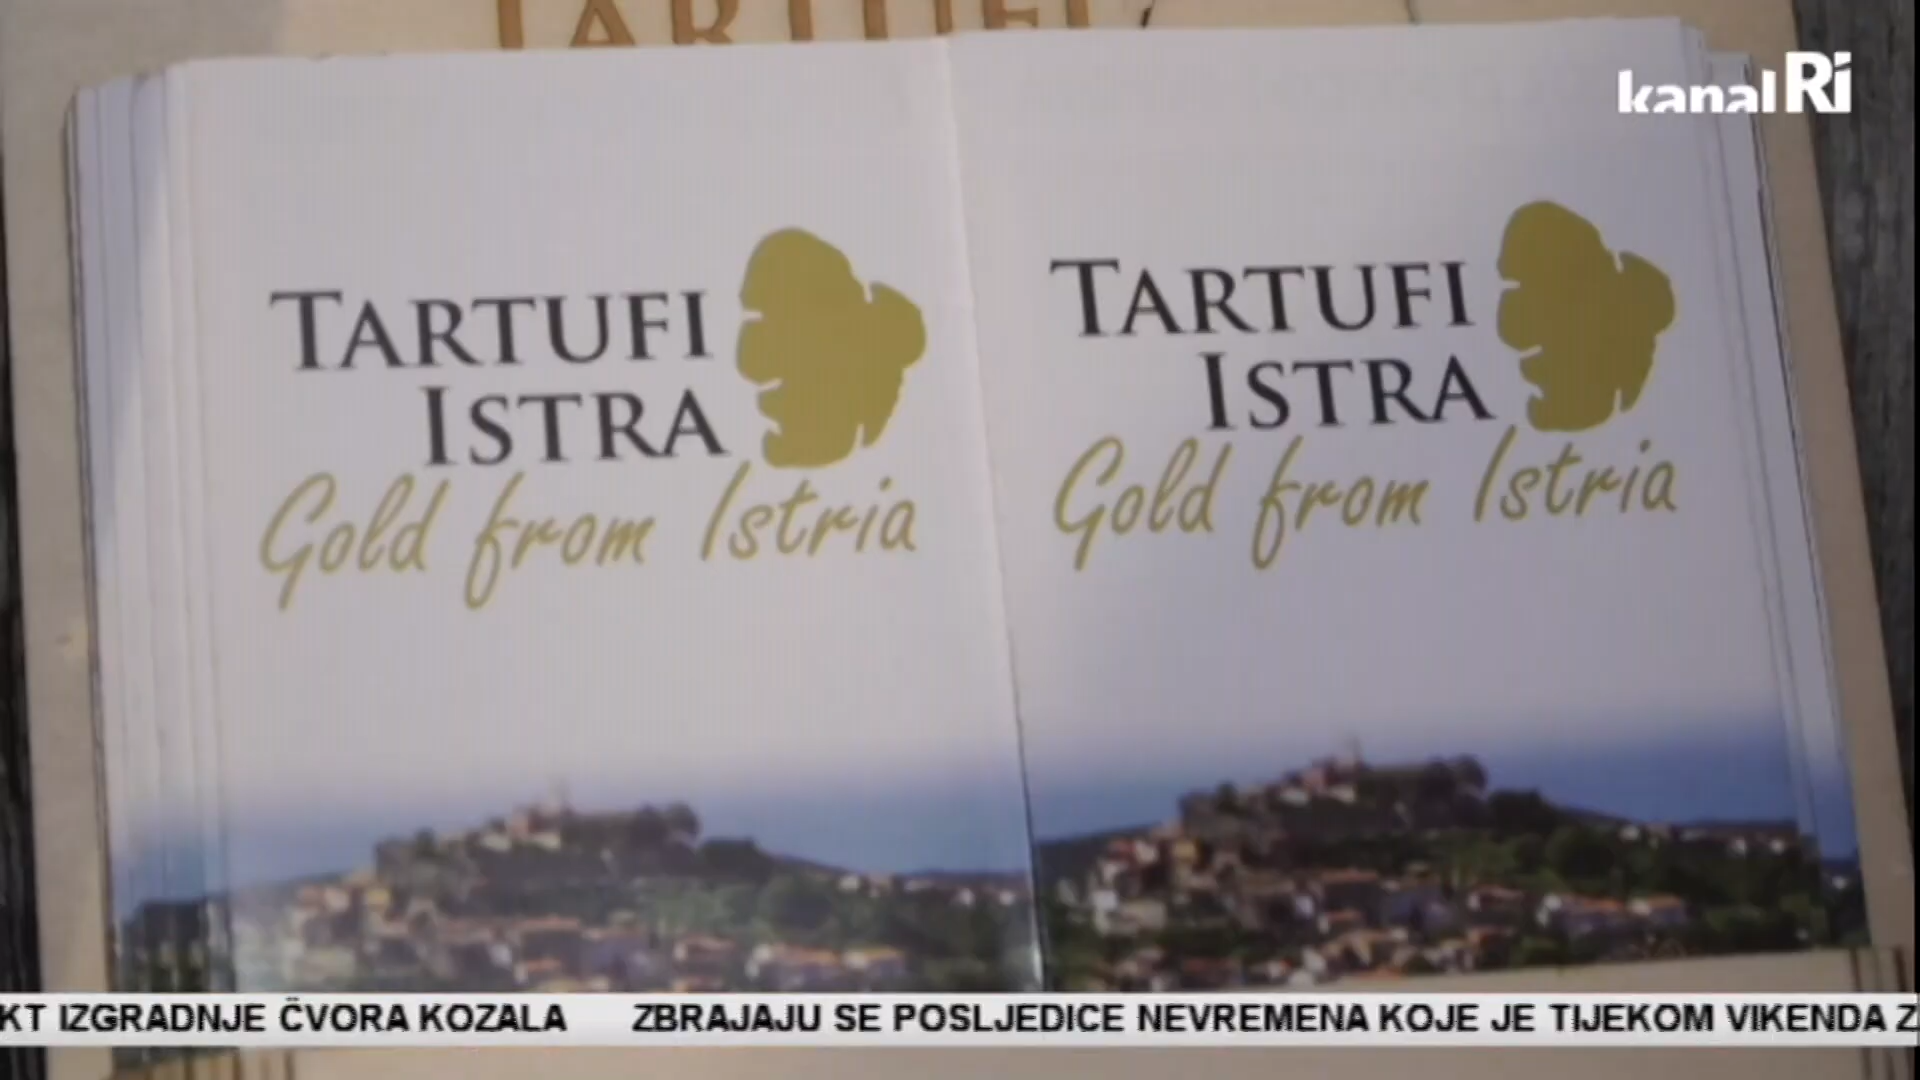 TARTUFI
kanal Ri
TARTUFI
ISTRA
Gold from Istria
TARTUFI
ISTRA
Gold from Istria
KT IZGRADNJE ČVORA KOZALA ZBRAJAJU SE POSLJEDICE NEVREMENA KOJE JE TIJEKOM VIKENDA Z